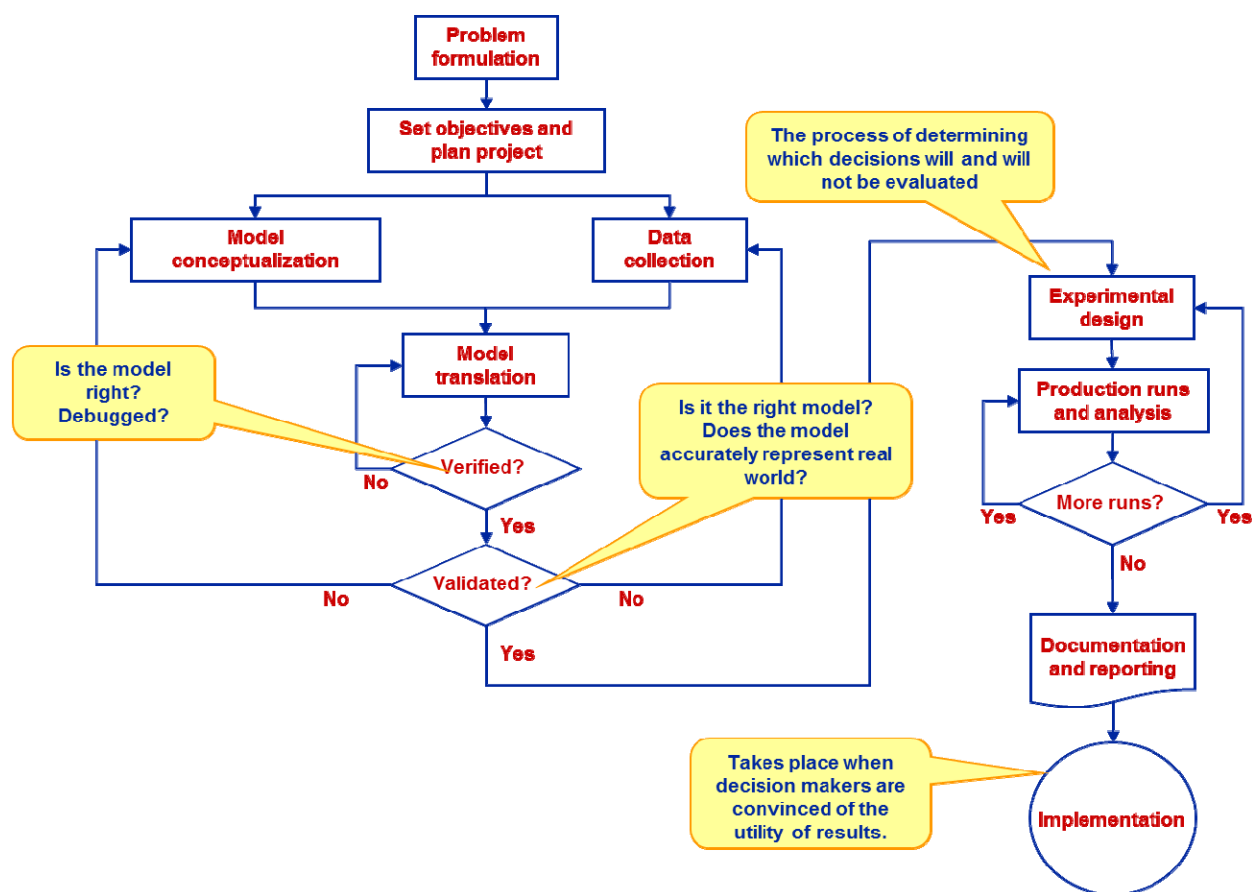 Problem
formulation
Set objectives and
plan project
The process of determining
which decisions will and will
not be evaluated
Model
conceptualization
Data
collection
Experimental
design
Is the model
right?
Debugged?
Model
translation
Is it the right model?
Does the model
accurately represent real
world?
Production runs
and analysis
Verified?
No
Yes
More runs?
Yes
Yes
No
Validated?
No
No
Yes
Documentation
and reporting
Takes place when
decision makers are
convinced of the
utility of results.
Implementation